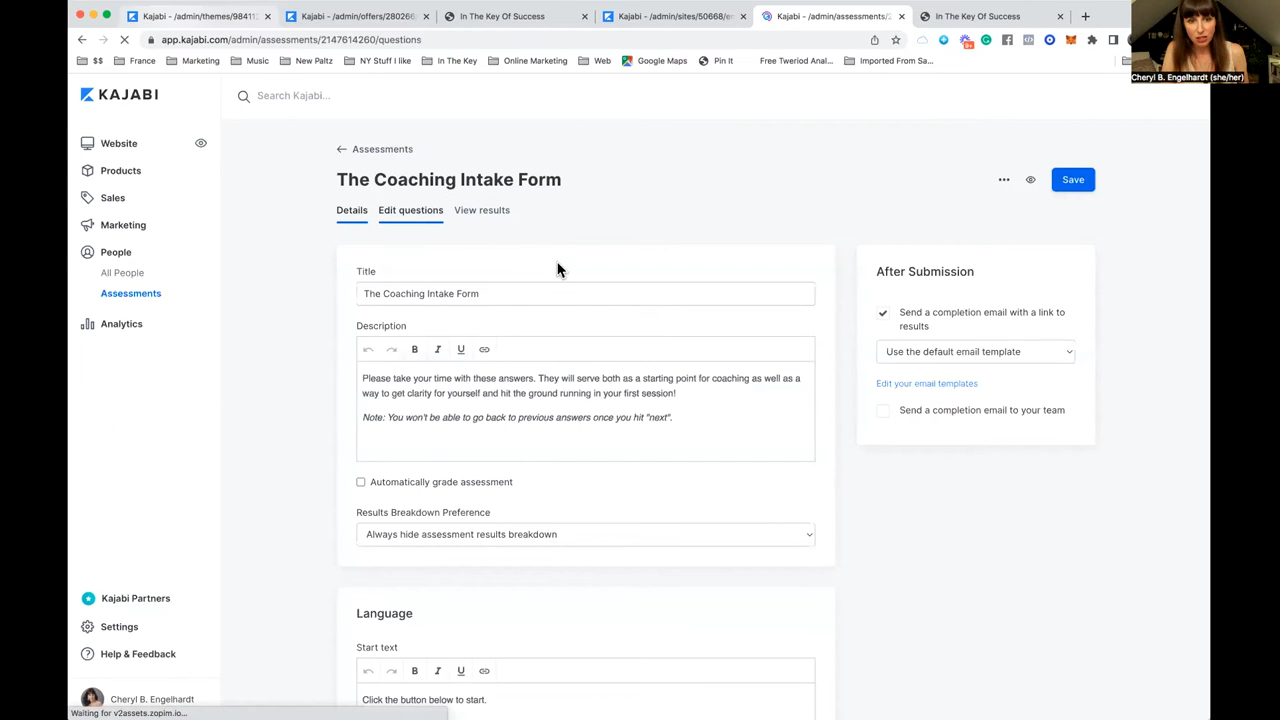 Kajabi - /admin/themes/98411
Kajabi - /admin/offers/280266
In The Key Of Success
Kajabi - /admin/sites/50668/en
Kajabi - /admin/assessments/2
In The Key Of Success
app.kajabi.com/admin/assessments/2147614260/questions
$$
France
Marketing
Music
New Paltz
NY Stuff I like
In The Key
Online Marketing
Web
Google Maps
Pin It
Free Tweriod Anal...
Imported From Sa...
Cheryl B. Engelhardt (she/her)
KAJABI
Search Kajabi...
Website
Products
Sales
Marketing
People
All People
Assessments
Analytics
Kajabi Partners
Settings
Help & Feedback
Cheryl B. Engelhardt
Waiting for v2assets.zopim.io...
← Assessments
The Coaching Intake Form
Save
Details
Edit questions
View results
Title
The Coaching Intake Form
Description
B I U
Please take your time with these answers. They will serve both as a starting point for coaching as well as a
way to get clarity for yourself and hit the ground running in your first session!
Note: You won't be able to go back to previous answers once you hit "next".
Automatically grade assessment
Results Breakdown Preference
Always hide assessment results breakdown
Language
Start text
B I U
Click the button below to start.
After Submission
Send a completion email with a link to
results
Use the default email template
Edit your email templates
Send a completion email to your team